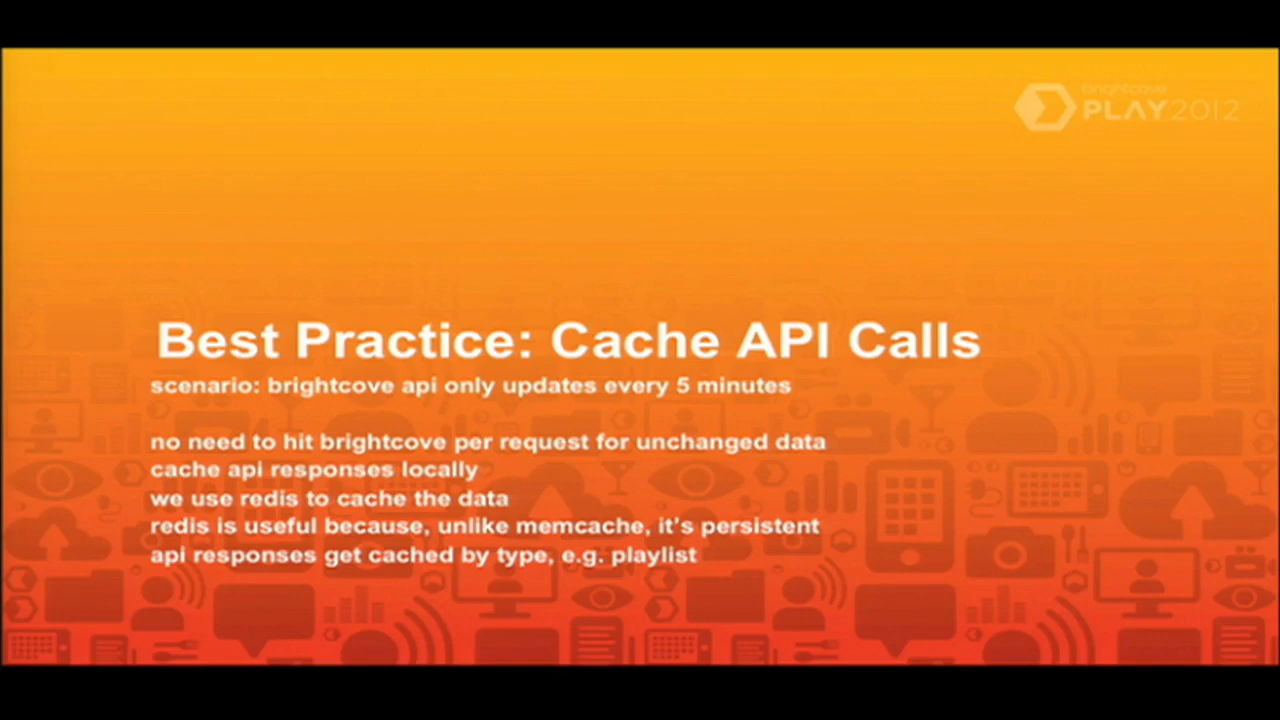 brightcove
PLAY2012
Best Practice: Cache API Calls
scenario: brightcove api only updates every 5 minutes
no need to hit brightcove per request for unchanged data
cache api responses locally
we use redis to cache the data
redis is useful because, unlike memcache, it's persistent
api responses get cached by type, e.g. playlist